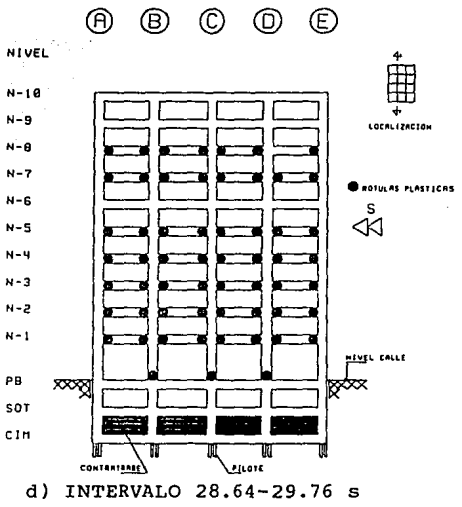 A B C D E
NIVEL
N-10
N-9
N-8
N-7
N-6
N-5
N-4
N-3
N-2
N-1
PB
SOT
CIM
4
LOCALIZACION
ROTULAS PLASTICAS
S
NIVEL CALLE
CONTRATRABE
PILOTE
d) INTERVALO 28.64-29.76 s